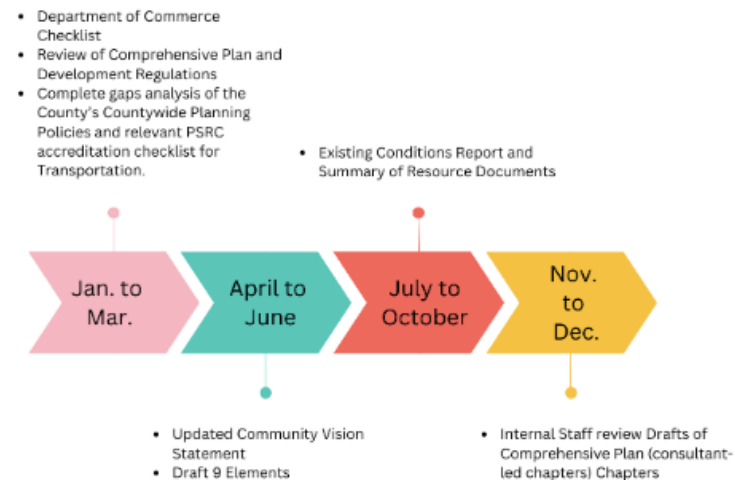 • Department of Commerce
Checklist
• Review of Comprehensive Plan and
Development Regulations
• Complete gaps analysis of the
County's Countywide Planning
Policies and relevant PSRC
accreditation checklist for
Transportation.
• Existing Conditions Report and
Summary of Resource Documents
Jan. to
Mar.
April to
June
July to
October
Nov.
to
Dec.
• Updated Community Vision
Statement
• Draft 9 Elements
• Internal Staff review Drafts of
Comprehensive Plan (consultant-
led chapters) Chapters